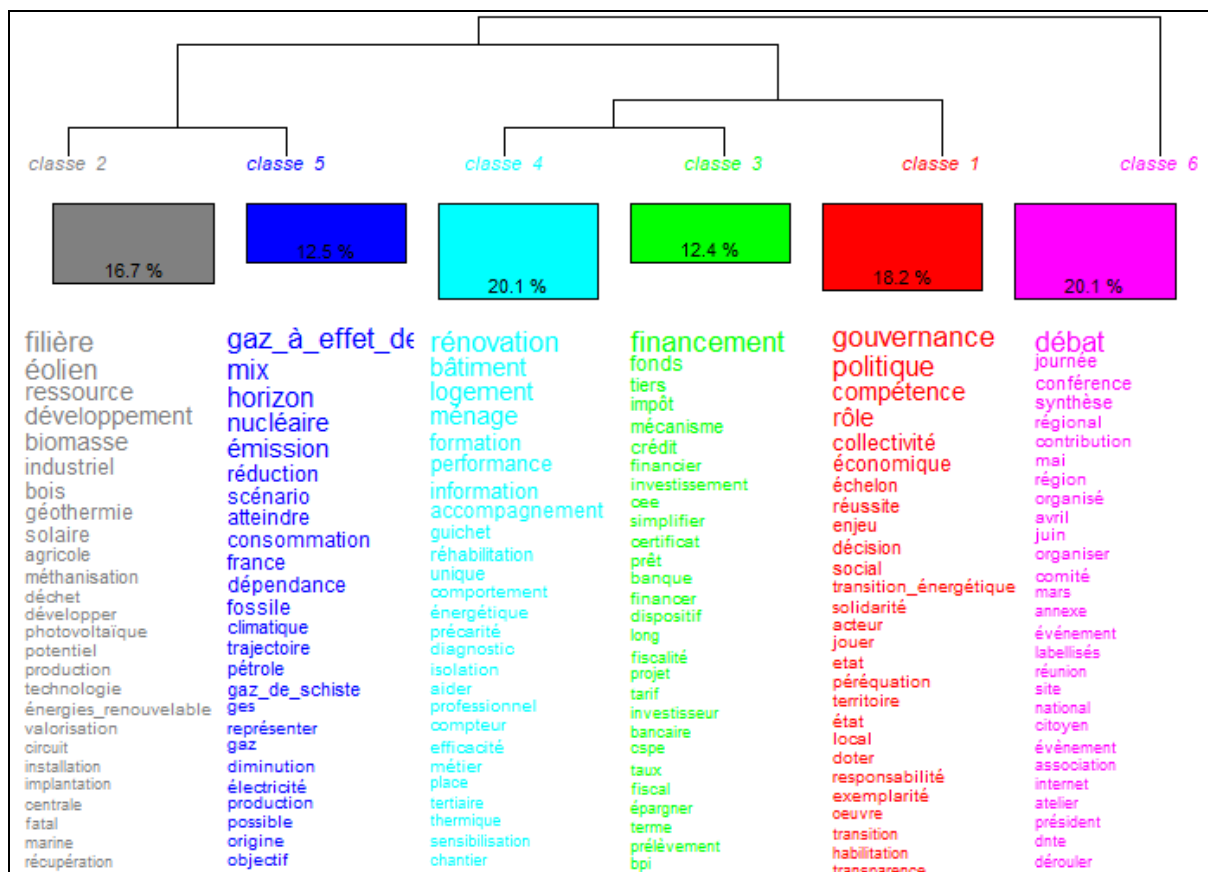 classe 2
classe 5
classe 4
classe 3
classe 1
classe 6
16.7 %
12.5 %
20.1 %
12.4 %
18.2 %
20.1 %
filière
éolien
ressource
développement
biomasse
industriel
bois
géothermie
solaire
agricole
méthanisation
déchet
développer
photovoltaïque
potentiel
production
technologie
énergies_renouvelable
valorisation
circuit
installation
implantation
centrale
fatal
marine
récupération
gaz_à_effet_de
mix
horizon
nucléaire
émission
réduction
scénario
atteindre
consommation
france
dépendance
fossile
climatique
trajectoire
pétrole
gaz_de_schiste
ges
représenter
gaz
diminution
électricité
production
possible
origine
objectif
rénovation
bâtiment
logement
ménage
formation
performance
information
accompagnement
guichet
réhabilitation
unique
comportement
énergétique
précarité
diagnostic
isolation
aider
professionnel
compteur
efficacité
métier
place
tertiaire
thermique
sensibilisation
chantier
financement
fonds
tiers
impôt
mécanisme
crédit
financier
investissement
cee
simplifier
certificat
prêt
banque
financer
dispositif
long
fiscalité
projet
tarif
investisseur
bancaire
cspe
taux
fiscal
épargner
terme
prélèvement
bpi
gouvernance
politique
compétence
rôle
collectivité
économique
échelon
réussite
enjeu
décision
social
transition_énergétique
solidarité
acteur
jouer
etat
péréquation
territoire
état
local
doter
responsabilité
exemplarité
oeuvre
transition
habilitation
transparence
débat
journée
conférence
synthèse
régional
contribution
mai
région
organisé
avril
juin
organiser
comité
mars
annexe
événement
labellisés
réunion
site
national
citoyen
évènement
association
internet
atelier
président
dnte
dérouler